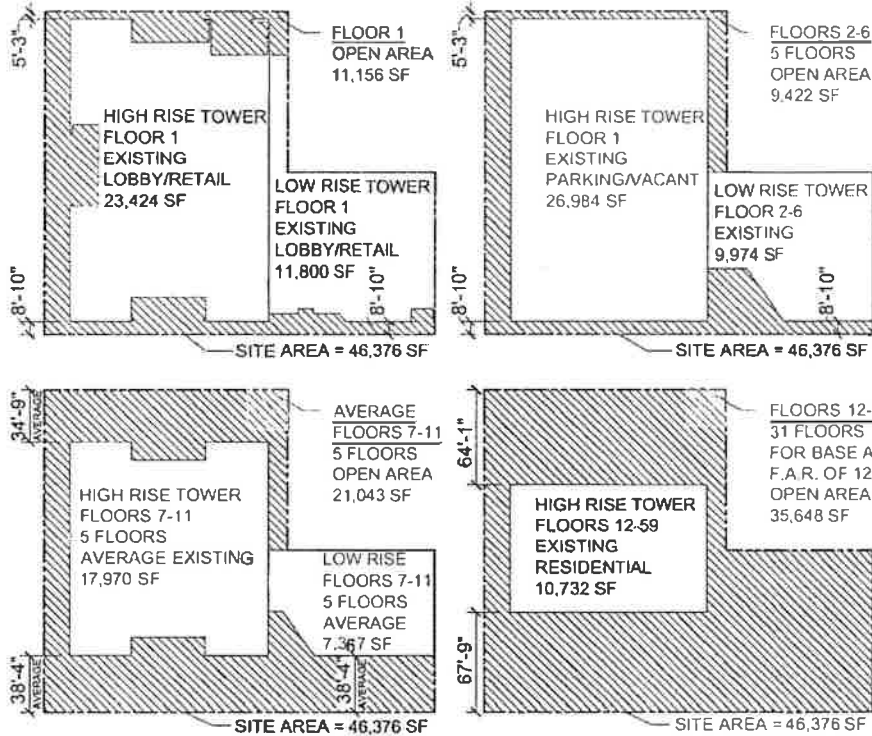 5'-3"
FLOOR 1
OPEN AREA
11,156 SF
HIGH RISE TOWER
FLOOR 1
EXISTING
LOBBY/RETAIL
23,424 SF
LOW RISE TOWER
FLOOR 1
EXISTING
LOBBY/RETAIL
11,800 SF
8'-10"
8'-10"
SITE AREA = 46,376 SF
5'-3"
FLOORS 2-6
5 FLOORS
OPEN AREA
9,422 SF
HIGH RISE TOWER
FLOOR 1
EXISTING
PARKING/VACANT
26,984 SF
LOW RISE TOWER
FLOOR 2-6
EXISTING
9,974 SF
8'-10"
8'-10"
SITE AREA = 46,376 SF
34'-9"
AVERAGE
AVERAGE
FLOORS 7-11
5 FLOORS
OPEN AREA
21,043 SF
HIGH RISE TOWER
FLOORS 7-11
5 FLOORS
AVERAGE EXISTING
17,970 SF
LOW RISE
FLOORS 7-11
5 FLOORS
AVERAGE
7,367 SF
38'-4"
AVERAGE
38'-4"
AVERAGE
SITE AREA = 46,376 SF
64'-1"
FLOORS 12-
31 FLOORS
FOR BASE A
F.A.R. OF 12
OPEN AREA
35,648 SF
HIGH RISE TOWER
FLOORS 12-59
EXISTING
RESIDENTIAL
10,732 SF
67'-9"
SITE AREA = 46,376 SF